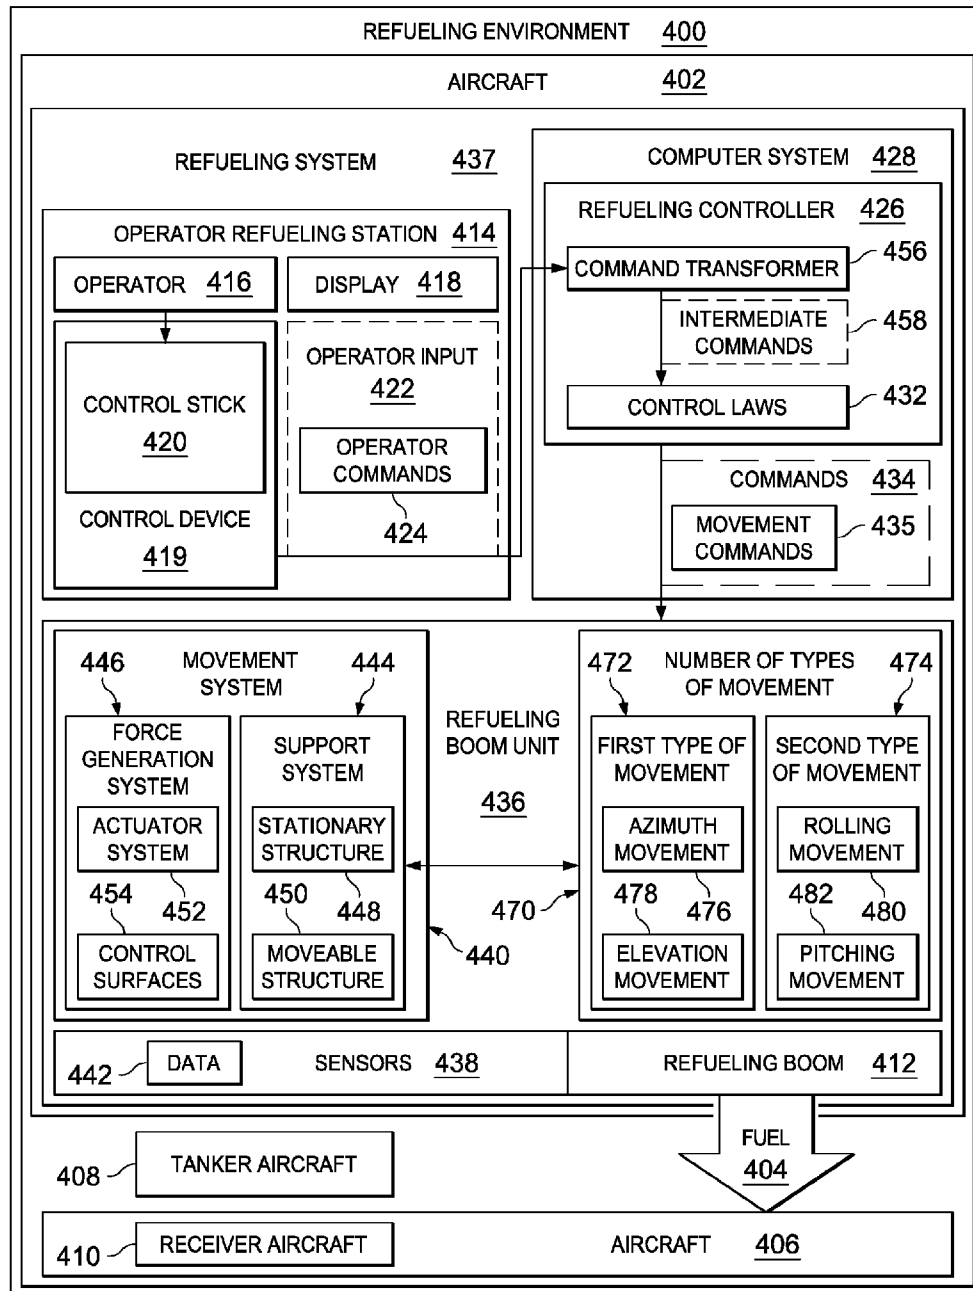 REFUELING ENVIRONMENT 400
AIRCRAFT 402
REFUELING SYSTEM 437
OPERATOR REFUELING STATION 414
OPERATOR 416
DISPLAY 418
CONTROL STICK
420
CONTROL DEVICE
419
OPERATOR INPUT
422
OPERATOR
COMMANDS
424
COMPUTER SYSTEM 428
REFUELING CONTROLLER 426
COMMAND TRANSFORMER
456
INTERMEDIATE
COMMANDS
458
CONTROL LAWS
432
COMMANDS 434
MOVEMENT
COMMANDS
435
446
MOVEMENT
SYSTEM
444
FORCE
GENERATION
SYSTEM
ACTUATOR
SYSTEM
454
452
CONTROL
SURFACES
SUPPORT
SYSTEM
STATIONARY
STRUCTURE
450
448
MOVEABLE
STRUCTURE
440
REFUELING
BOOM UNIT
436
470
472
NUMBER OF TYPES
OF MOVEMENT
474
FIRST TYPE OF
MOVEMENT
AZIMUTH
MOVEMENT
478
476
ELEVATION
MOVEMENT
SECOND TYPE
OF MOVEMENT
ROLLING
MOVEMENT
482
480
PITCHING
MOVEMENT
442
DATA
SENSORS 438
REFUELING BOOM 412
FUEL
404
408
TANKER AIRCRAFT
410
RECEIVER AIRCRAFT
AIRCRAFT 406